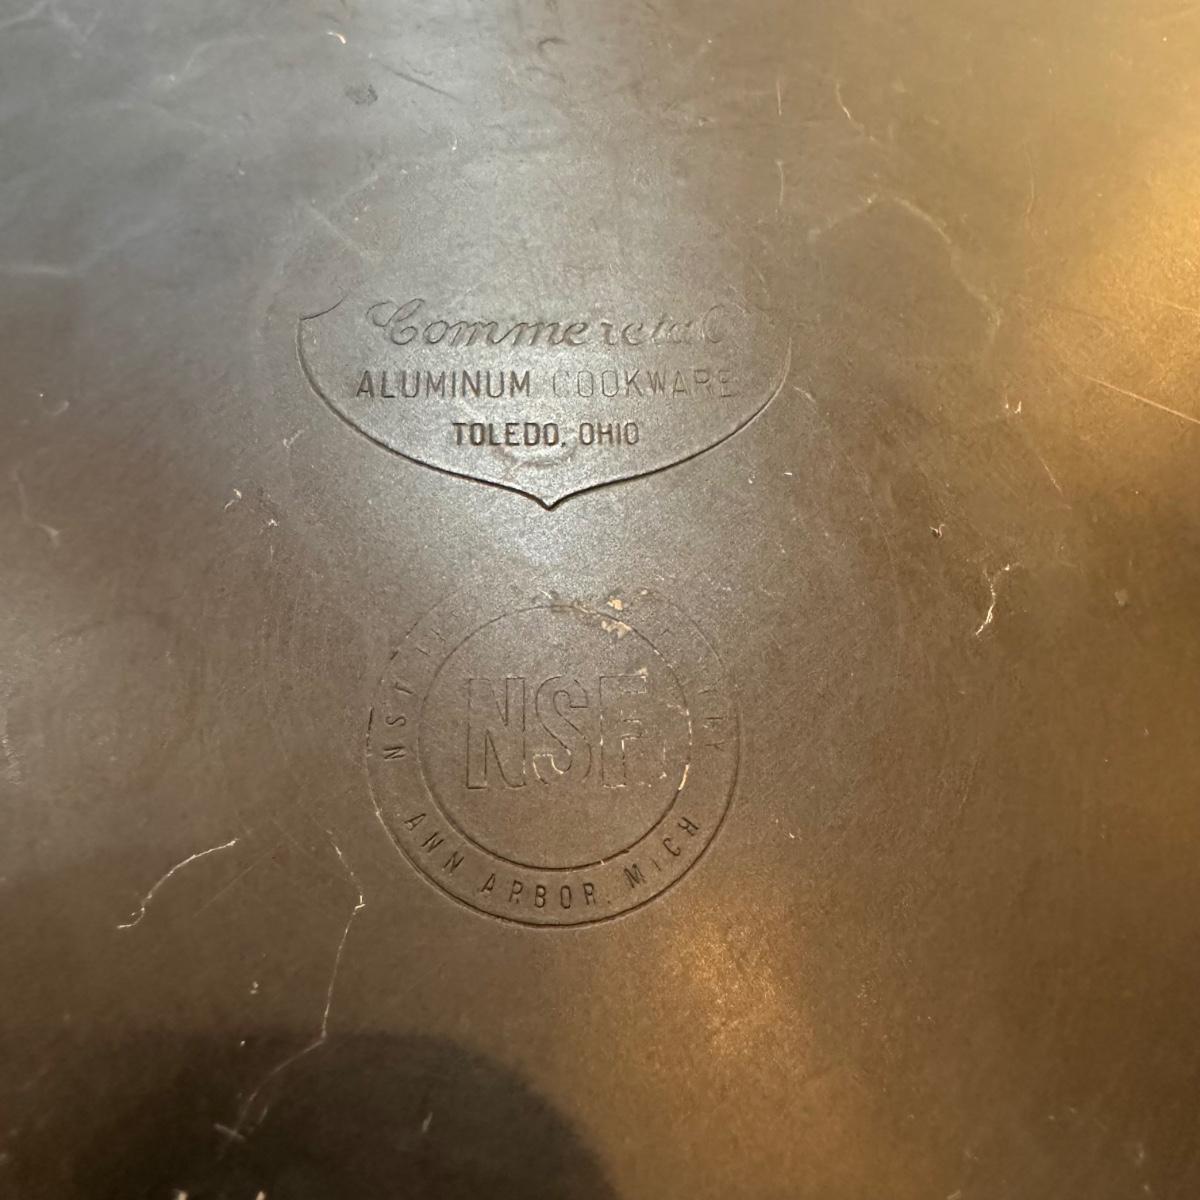 Commercial
ALUMINUM COOKWARE
TOLEDO, OHIO
NSF
ANN ARBOR, MICH